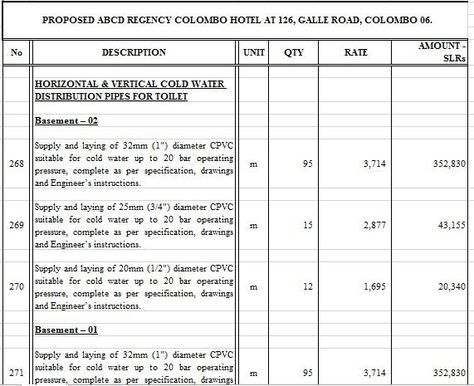 PROPOSED ABCD REGENCY COLOMBO HOTEL AT 126, GALLE ROAD, COLOMBO 06.
No DESCRIPTION UNIT QTY RATE AMOUNT - SLRs
HORIZONTAL & VERTICAL COLD WATER
DISTRIBUTION PIPES FOR TOILET
Basement – 02
Supply and laying of 32mm (1") diameter CPVC
suitable for cold water up to 20 bar operating
268 m 95 3,714 352,830
pressure, complete as per specification, drawings
and Engineer's instructions.
Supply and laying of 25mm (3/4") diameter CPVC
suitable for cold water up to 20 bar operating
269 m 15 2,877 43,155
pressure, complete as per specification, drawings
and Engineer's instructions.
Supply and laying of 20mm (1/2") diameter CPVC
suitable for cold water up to 20 bar operating
270 m 12 1,695 20,340
pressure, complete as per specification, drawings
and Engineer's instructions.
Basement – 01
Supply and laying of 32mm (1") diameter CPVC
suitable for cold water up to 20 bar operating
271 m 95 3,714 352,830
pressure, complete as per specification, drawings